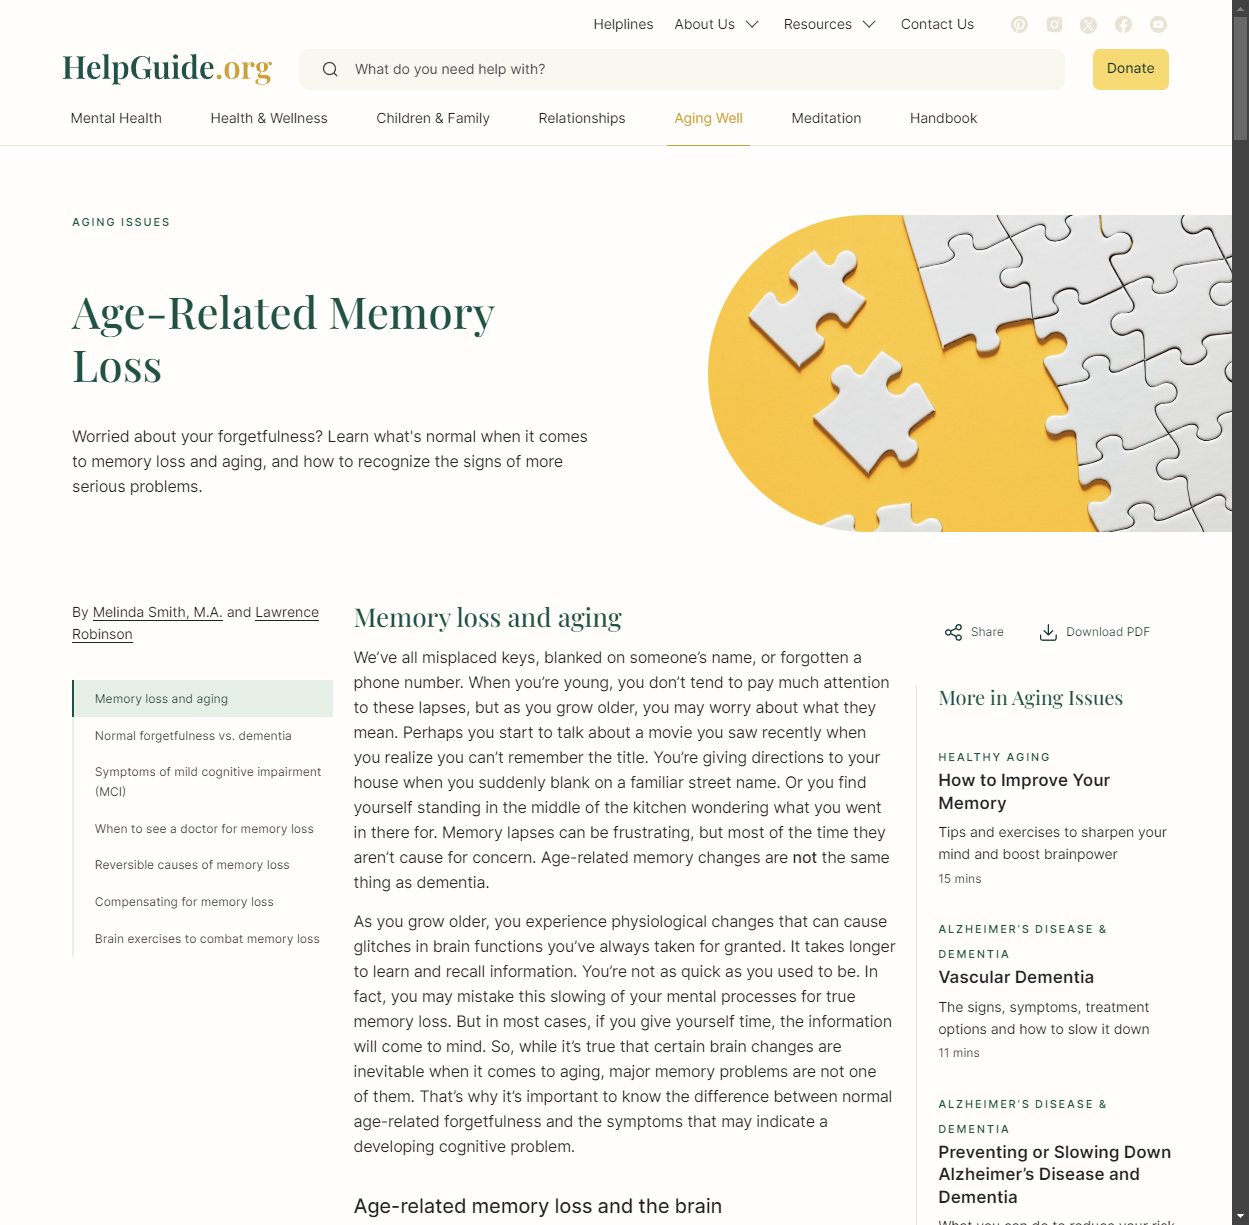 Helplines
About Us
Resources
Contact Us
HelpGuide.org
What do you need help with?
Donate
Mental Health
Health & Wellness
Children & Family
Relationships
Aging Well
Meditation
Handbook
AGING ISSUES
Age-Related Memory
Loss
Worried about your forgetfulness? Learn what's normal when it comes
to memory loss and aging, and how to recognize the signs of more
serious problems.
By Melinda Smith, M.A. and Lawrence
Robinson
Memory loss and aging
Normal forgetfulness vs. dementia
Symptoms of mild cognitive impairment
(MCI)
When to see a doctor for memory loss
Reversible causes of memory loss
Compensating for memory loss
Brain exercises to combat memory loss
Memory loss and aging
We’ve all misplaced keys, blanked on someone’s name, or forgotten a
phone number. When you’re young, you don’t tend to pay much attention
to these lapses, but as you grow older, you may worry about what they
mean. Perhaps you start to talk about a movie you saw recently when
you realize you can’t remember the title. You’re giving directions to your
house when you suddenly blank on a familiar street name. Or you find
yourself standing in the middle of the kitchen wondering what you went
in there for. Memory lapses can be frustrating, but most of the time they
aren’t cause for concern. Age-related memory changes are not the same
thing as dementia.
As you grow older, you experience physiological changes that can cause
glitches in brain functions you’ve always taken for granted. It takes longer
to learn and recall information. You’re not as quick as you used to be. In
fact, you may mistake this slowing of your mental processes for true
memory loss. But in most cases, if you give yourself time, the information
will come to mind. So, while it’s true that certain brain changes are
inevitable when it comes to aging, major memory problems are not one
of them. That’s why it’s important to know the difference between normal
age-related forgetfulness and the symptoms that may indicate a
developing cognitive problem.
Age-related memory loss and the brain
Share
Download PDF
More in Aging Issues
HEALTHY AGING
How to Improve Your
Memory
Tips and exercises to sharpen your
mind and boost brainpower
15 mins
ALZHEIMER’S DISEASE &
DEMENTIA
Vascular Dementia
The signs, symptoms, treatment
options and how to slow it down
11 mins
ALZHEIMER’S DISEASE &
DEMENTIA
Preventing or Slowing Down
Alzheimer’s Disease and
Dementia
What you can do to reduce your risk